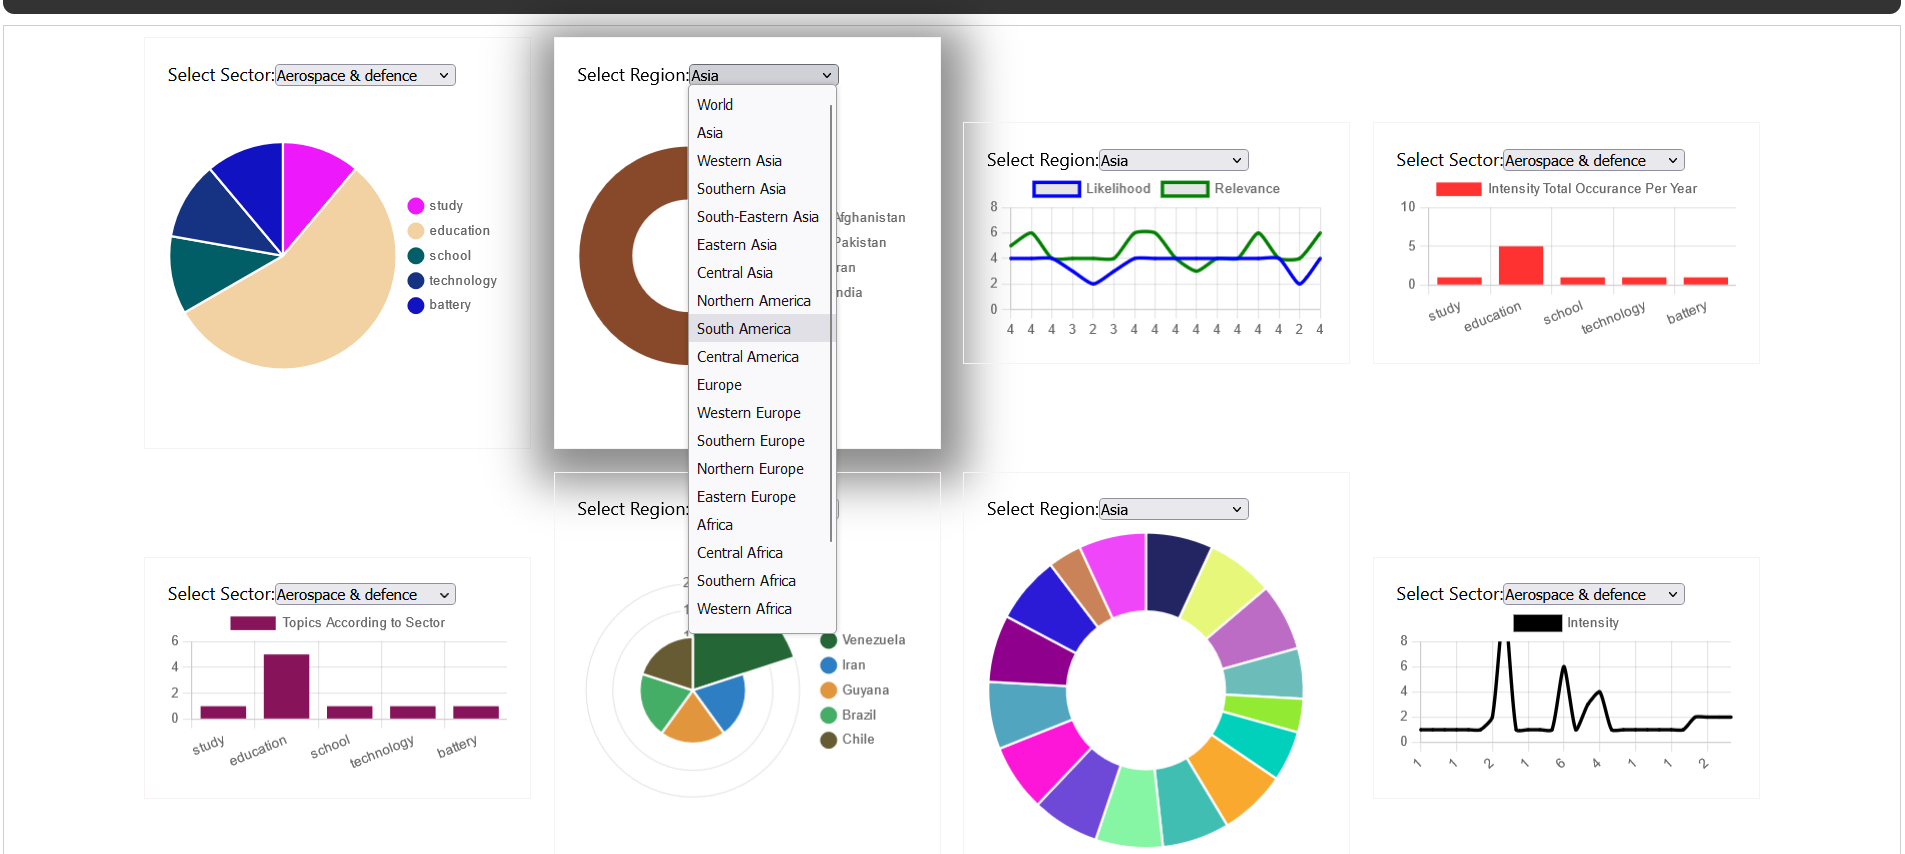 Select Sector: Aerospace & defence
study
education
school
technology
battery
Select Region: Asia
World
Asia
Western Asia
Southern Asia
South-Eastern Asia
Eastern Asia
Central Asia
Northern America
South America
Central America
Europe
Western Europe
Southern Europe
Northern Europe
Eastern Europe
Africa
Central Africa
Southern Africa
Western Africa
Afghanistan
Pakistan
ran
ndia
Select Region: Asia
Likelihood Relevance
8
6
4
2
0
4 4 4 3 2 3 4 4 4 4 4 4 4 4 2 4
Select Sector: Aerospace & defence
Intensity Total Occurance Per Year
10
5
0
study education school technology battery
Select Sector: Aerospace & defence
Topics According to Sector
6
4
2
0
study education school technology battery
Select Region:
2
1
1
Venezuela
Iran
Guyana
Brazil
Chile
Select Region: Asia
Select Sector: Aerospace & defence
Intensity
8
6
4
2
0
1 1 2 1 6 4 1 1 2